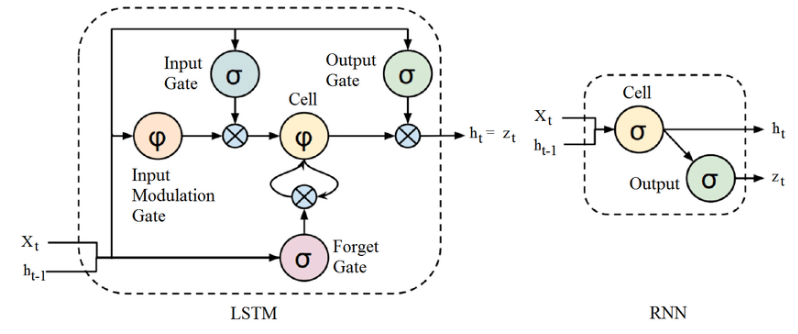 Input
Gate
σ
Output
Gate
σ
Cell
φ
φ
h_t = z_t
Input
Modulation
Gate
X_t
h_t-1
σ
Forget
Gate
LSTM
Cell
X_t
h_t-1
σ
h_t
Output
σ
z_t
RNN